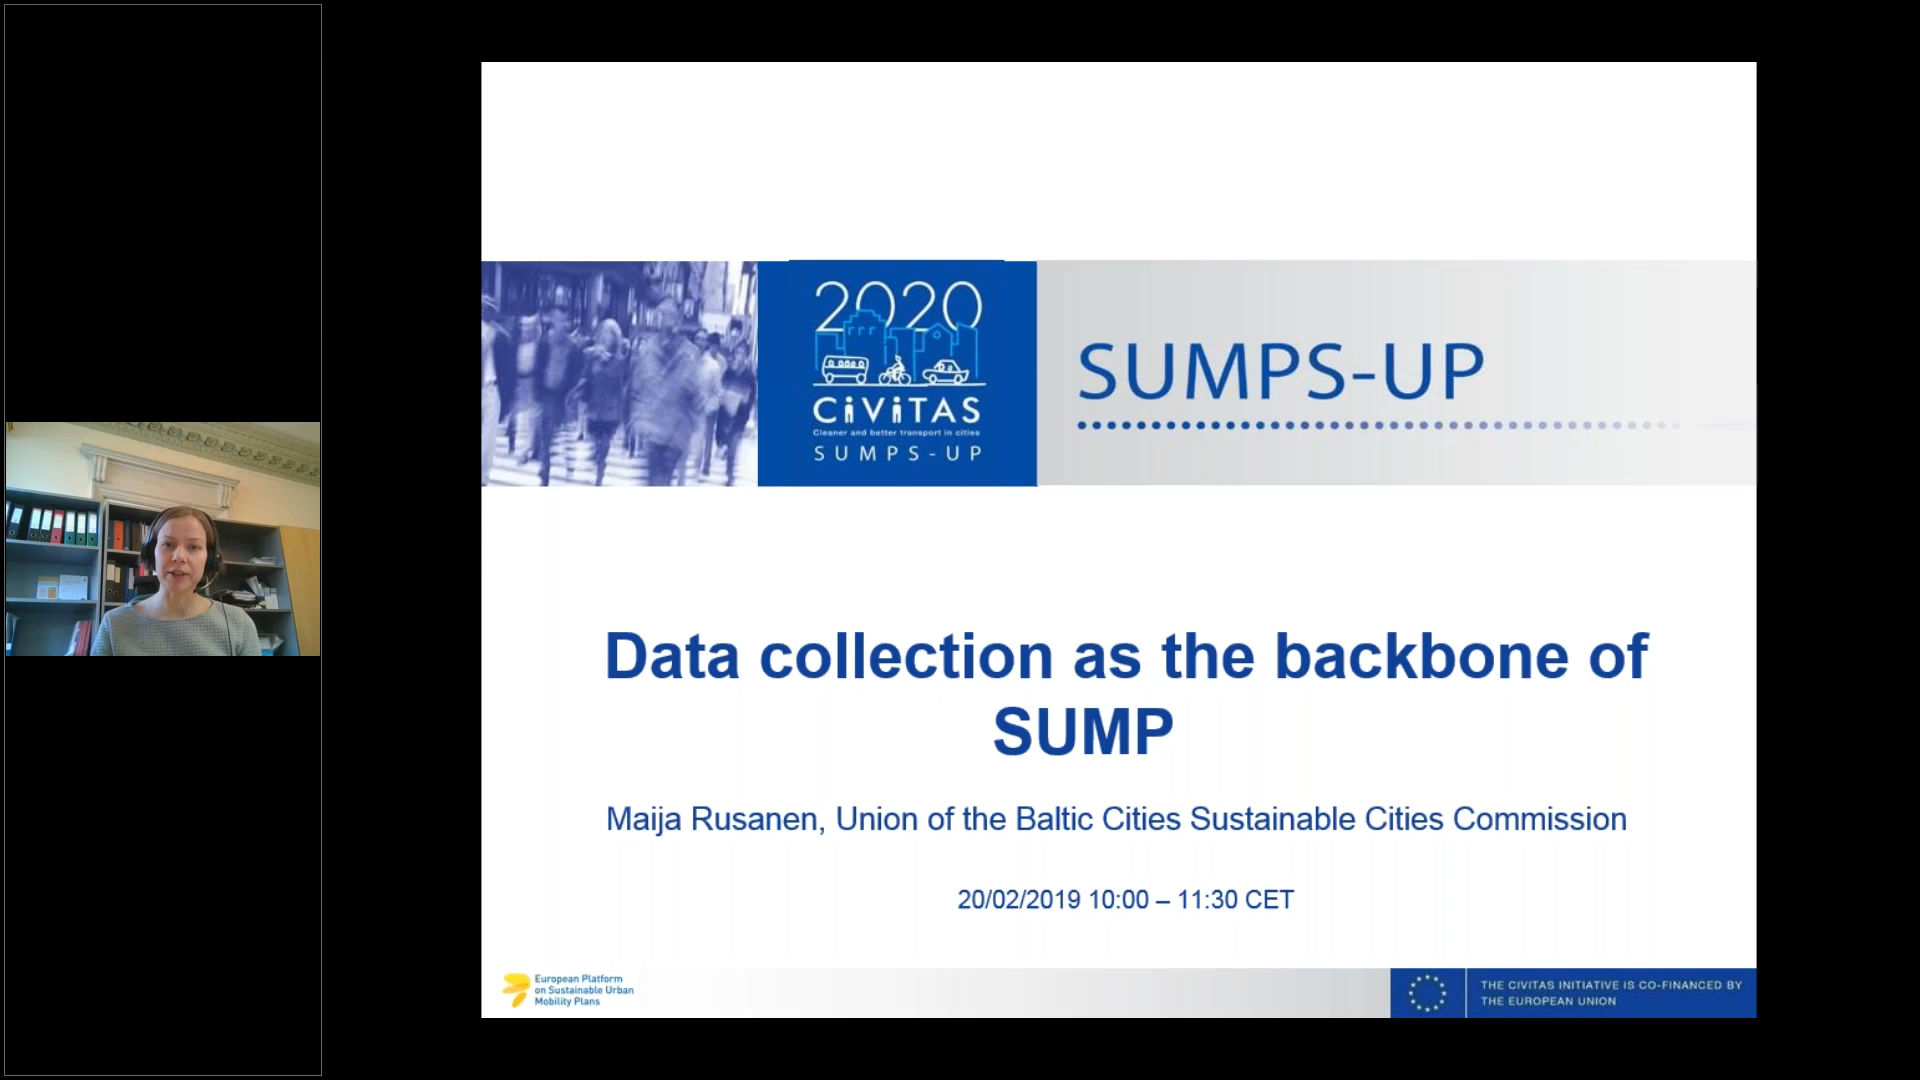 2020
CiViTAS
Cleaner and better transport in cities
SUMPS-UP
SUMPS-UP
Data collection as the backbone of
SUMP
Maija Rusanen, Union of the Baltic Cities Sustainable Cities Commission
20/02/2019 10:00 – 11:30 CET
European Platform
on Sustainable Urban
Mobility Plans
THE CIVITAS INITIATIVE IS CO-FINANCED BY
THE EUROPEAN UNION